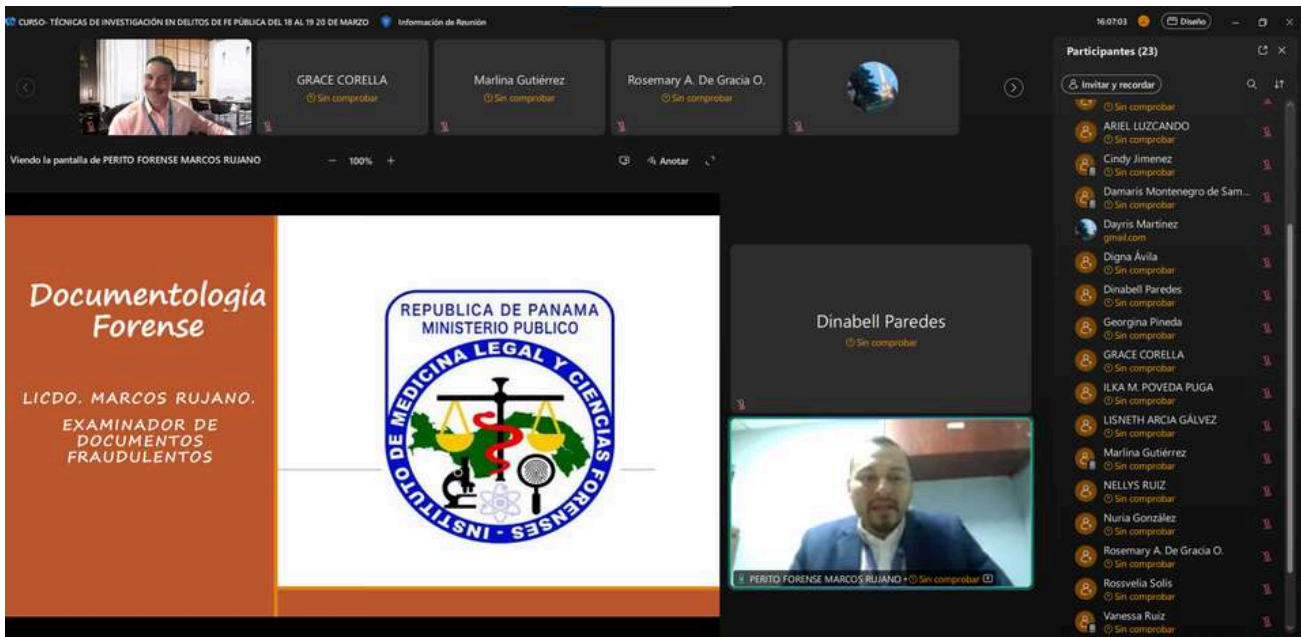 CURSO- TÉCNICAS DE INVESTIGACIÓN EN DELITOS DE FE PÚBLICA DEL 18 AL 19 20 DE MARZO
Información de Reunión
16:07:03
Diseño
GRACE CORELLA
Sin comprobar
Marlina Gutiérrez
Sin comprobar
Rosemary A. De Gracia O.
Sin comprobar
Viendo la pantalla de PERITO FORENSE MARCOS RUJANO
100%
Anotar
Documentología
Forense
LICDO. MARCOS RUJANO.
EXAMINADOR DE
DOCUMENTOS
FRAUDULENTOS
REPUBLICA DE PANAMA
MINISTERIO PUBLICO
INSTITUTO DE MEDICINA LEGAL Y CIENCIAS FORENSES -
Dinabell Paredes
Sin comprobar
PERITO FORENSE MARCOS RUJANO • Sin comprobar
Participantes (23)
Invitar y recordar
Sin comprobar
ARIEL LUZCANDO
Sin comprobar
Cindy Jimenez
Sin comprobar
Damaris Montenegro de Sam...
Sin comprobar
Dayris Martinez
gmail.com
Digna Ávila
Sin comprobar
Dinabell Paredes
Sin comprobar
Georgina Pineda
Sin comprobar
GRACE CORELLA
Sin comprobar
ILKA M. POVEDA PUGA
Sin comprobar
LISNETH ARCIA GÁLVEZ
Sin comprobar
Marlina Gutiérrez
Sin comprobar
NELLYS RUIZ
Sin comprobar
Nuria González
Sin comprobar
Rosemary A. De Gracia O.
Sin comprobar
Rossvelia Solis
Sin comprobar
Vanessa Ruiz
Sin comprobar